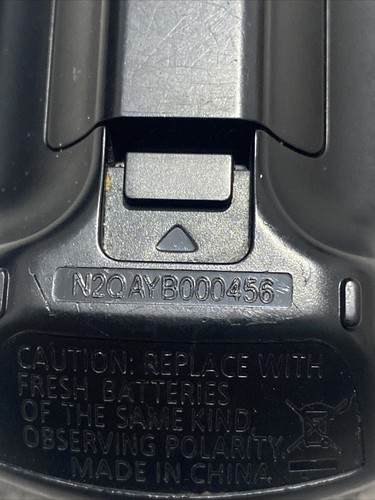 N2QAYB000456
CAUTION: REPLACE WITH
FRESH BATTERIES
OF THE SAME KIND,
OBSERVING POLARITY.
MADE IN CHINA